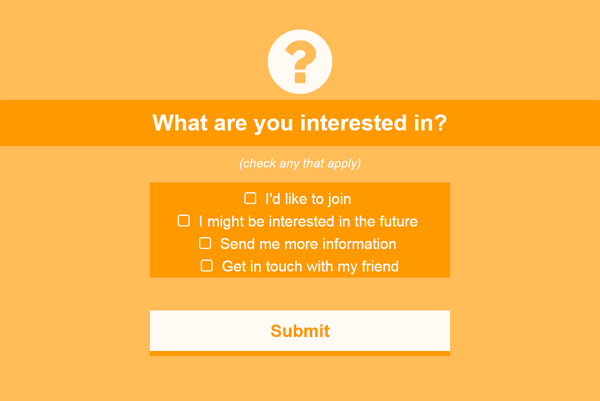 ?
What are you interested in?
(check any that apply)
I'd like to join
I might be interested in the future
Send me more information
Get in touch with my friend
Submit